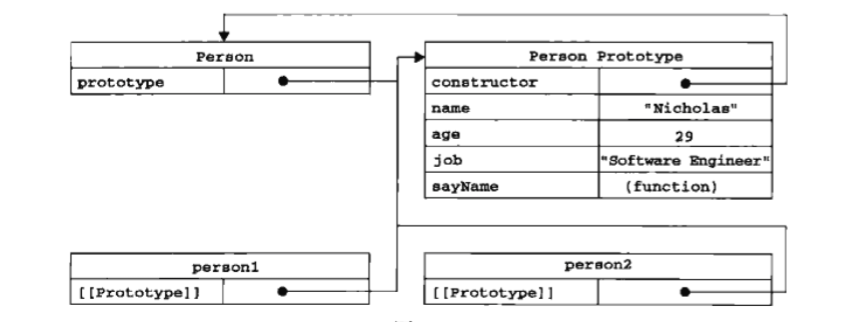 Person
prototype
Person Prototype
constructor
name "Nicholas"
age 29
job "Software Engineer"
sayName (function)
person1
[[Prototype]]
person2
[[Prototype]]